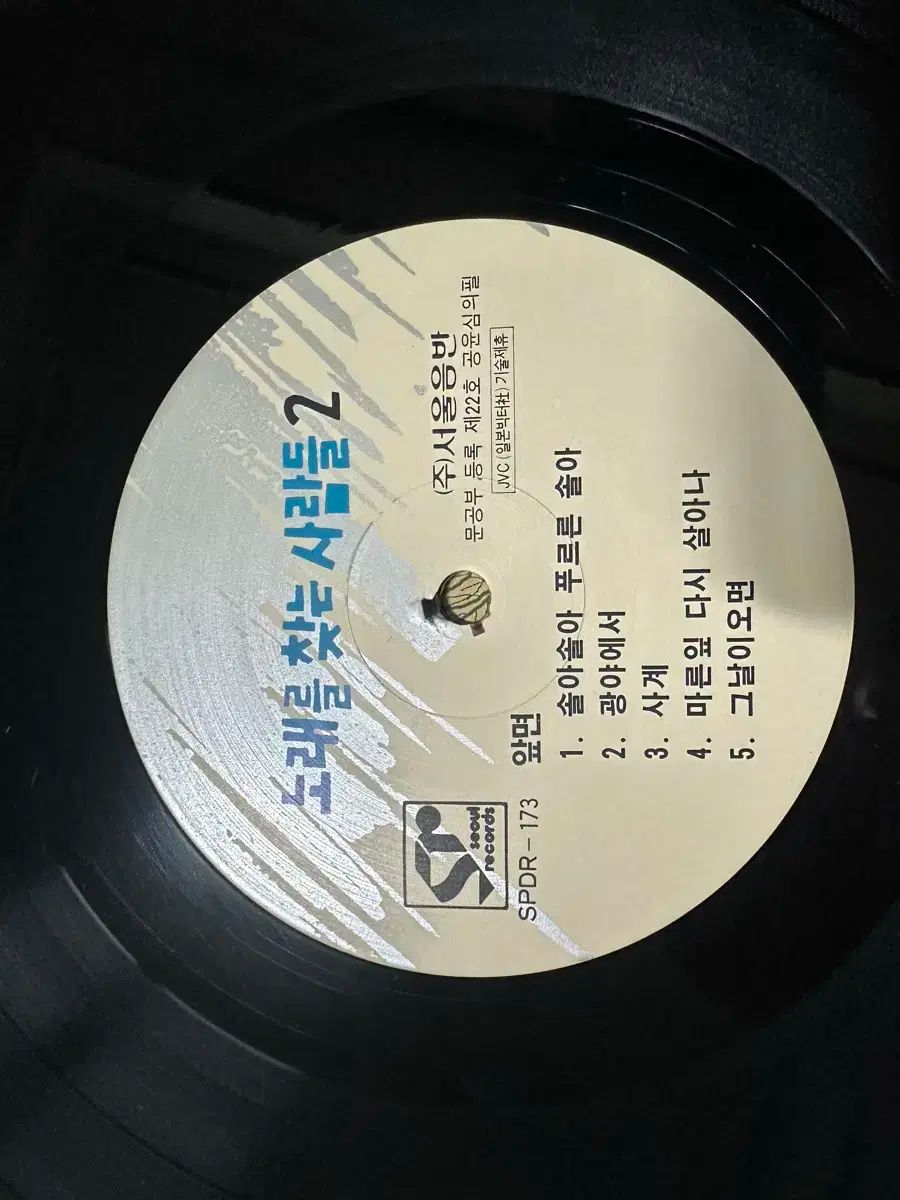 노래를 찾는 사람들 2
seoul
records
SPDR-173
(주)서울음반
문공부 등록 제22호 공윤심의필
JVC (일본빅터社) 기술제휴
앞면
1. 솔아솔아 푸르른 솔아
2. 광야에서
3. 사계
4. 마른잎 다시 살아나
5. 그날이오면